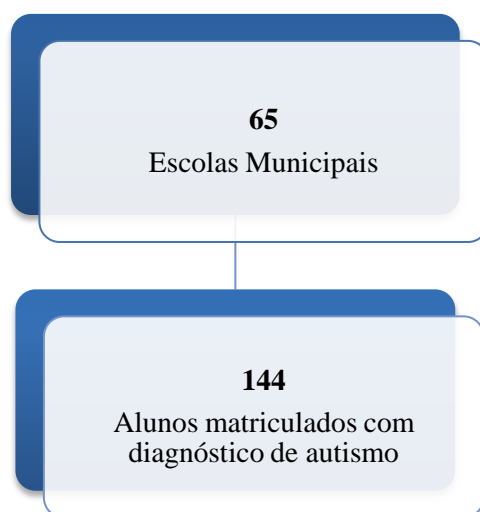 65
Escolas Municipais
144
Alunos matriculados com
diagnóstico de autismo